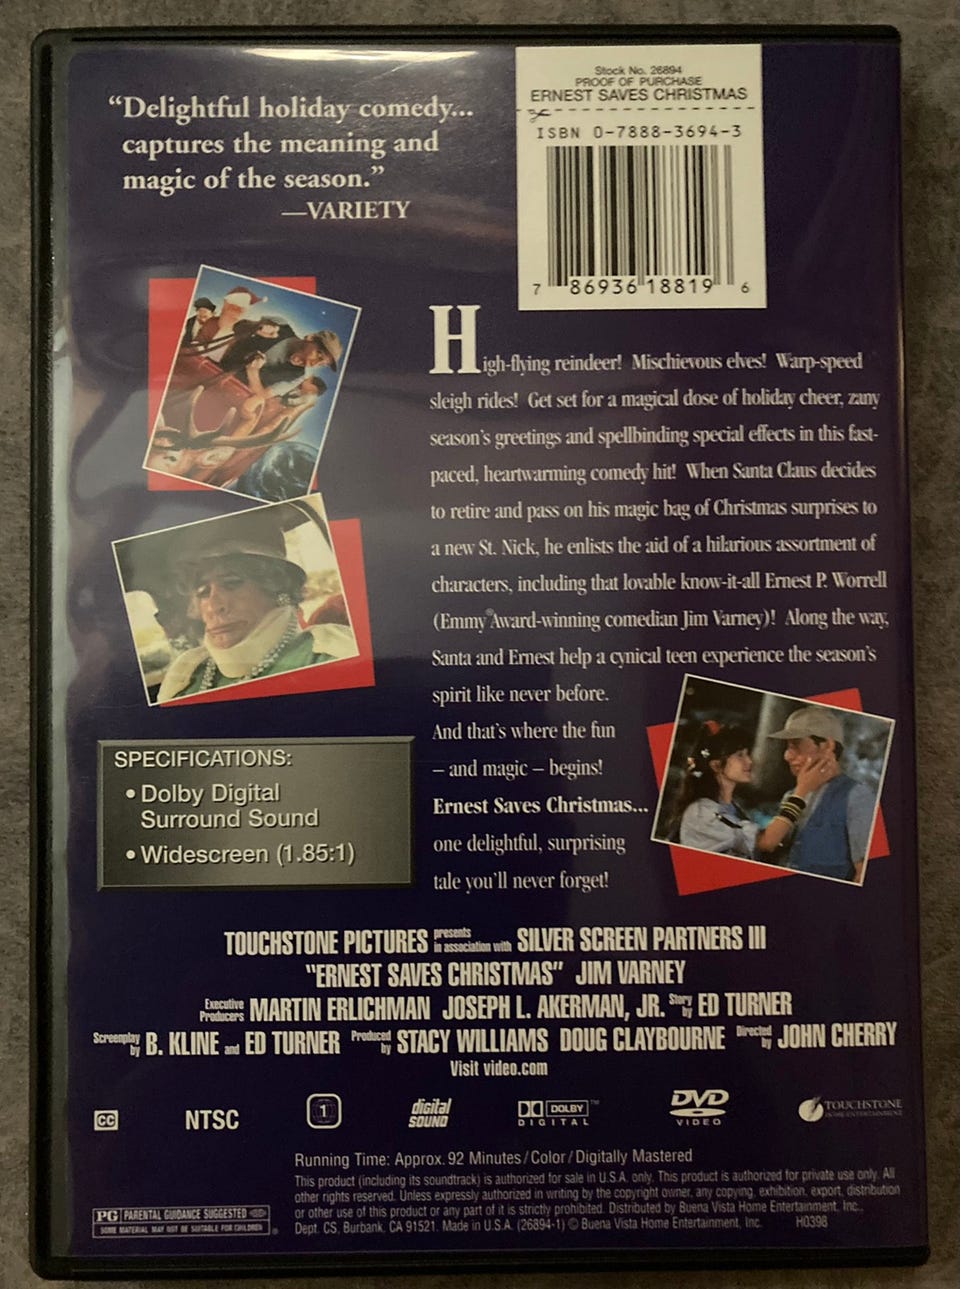 “Delightful holiday comedy...
captures the meaning and
magic of the season.”
—VARIETY
Stock No. 26894
PROOF OF PURCHASE
ERNEST SAVES CHRISTMAS
ISBN 0-7888-3694-3
7 86936 18819 6
High-flying reindeer! Mischievous elves! Warp-speed
sleigh rides! Get set for a magical dose of holiday cheer, zany
season's greetings and spellbinding special effects in this fast-
paced, heartwarming comedy hit! When Santa Claus decides
to retire and pass on his magic bag of Christmas surprises to
a new St. Nick, he enlists the aid of a hilarious assortment of
characters, including that lovable know-it-all Ernest P. Worrell
(Emmy® Award-winning comedian Jim Varney)! Along the way,
Santa and Ernest help a cynical teen experience the season's
spirit like never before.
And that's where the fun
– and magic – begins!
Ernest Saves Christmas...
one delightful, surprising
tale you'll never forget!
SPECIFICATIONS:
• Dolby Digital
Surround Sound
• Widescreen (1.85:1)
TOUCHSTONE PICTURES presents in association with SILVER SCREEN PARTNERS III
"ERNEST SAVES CHRISTMAS" JIM VARNEY
Executive Producers MARTIN ERLICHMAN JOSEPH L. AKERMAN, JR. Story by ED TURNER
Screenplay by B. KLINE and ED TURNER Produced by STACY WILLIAMS DOUG CLAYBOURNE Directed by JOHN CHERRY
Visit video.com
CC NTSC 1 digital SOUND DOLBY DIGITAL ™ DVD VIDEO TOUCHSTONE HOME ENTERTAINMENT
Running Time: Approx. 92 Minutes/Color/Digitally Mastered
This product (including its soundtrack) is authorized for sale in U.S.A. only. This product is authorized for private use only. All
other rights reserved. Unless expressly authorized in writing by the copyright owner, any copying, exhibition, export, distribution
or other use of this product or any part of it is strictly prohibited. Distributed by Buena Vista Home Entertainment, Inc.,
Dept. CS, Burbank, CA 91521. Made in U.S.A. (26894-1) © Buena Vista Home Entertainment, Inc. H0398
PG PARENTAL GUIDANCE SUGGESTED
SOME MATERIAL MAY NOT BE SUITABLE FOR CHILDREN ®